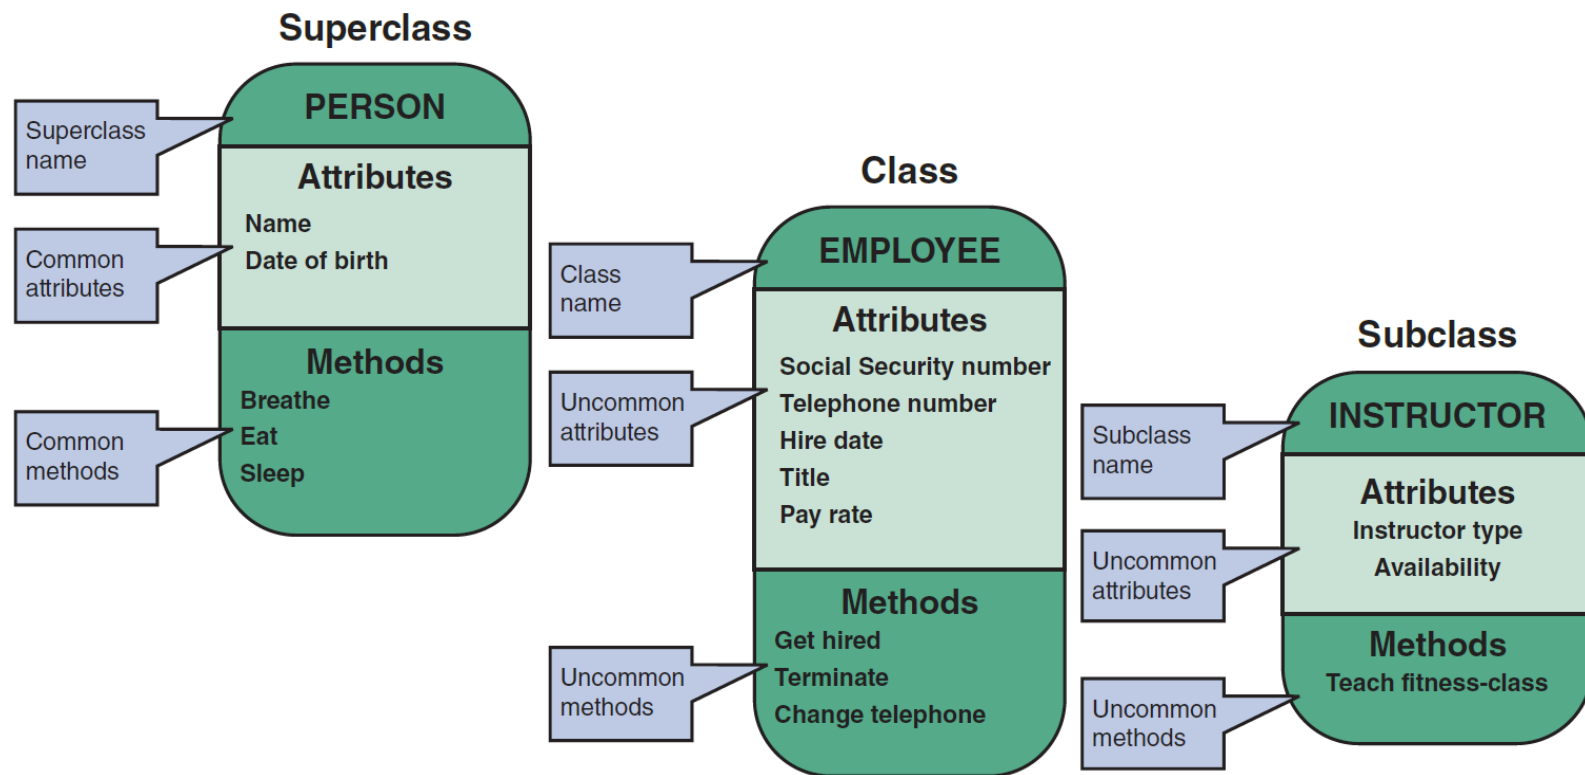 Superclass
PERSON
Superclass
name
Attributes
Name
Date of birth
Common
attributes
Methods
Breathe
Eat
Sleep
Common
methods
Class
EMPLOYEE
Class
name
Attributes
Social Security number
Telephone number
Hire date
Title
Pay rate
Uncommon
attributes
Methods
Get hired
Terminate
Change telephone
Uncommon
methods
Subclass
INSTRUCTOR
Subclass
name
Attributes
Instructor type
Availability
Uncommon
attributes
Methods
Teach fitness-class
Uncommon
methods